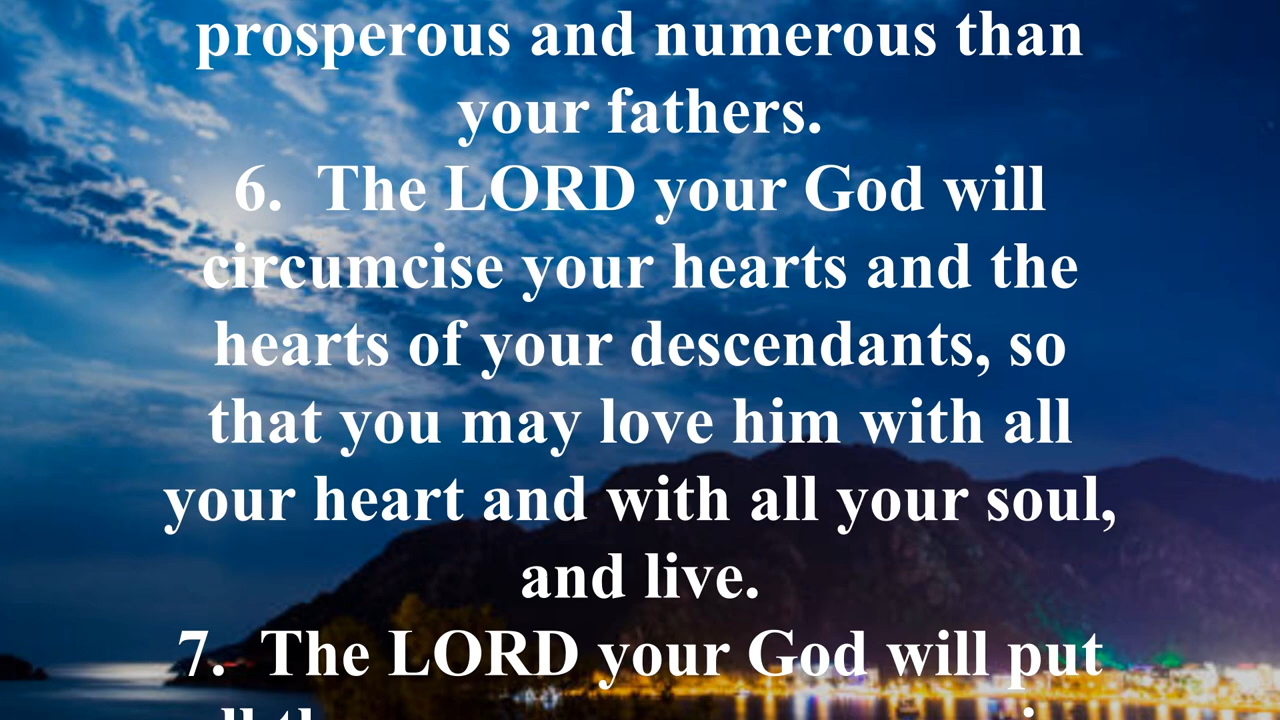 prosperous and numerous than
your fathers.
6.  The LORD your God will
circumcise your hearts and the
hearts of your descendants, so
that you may love him with all
your heart and with all your soul,
and live.
7.  The LORD your God will put